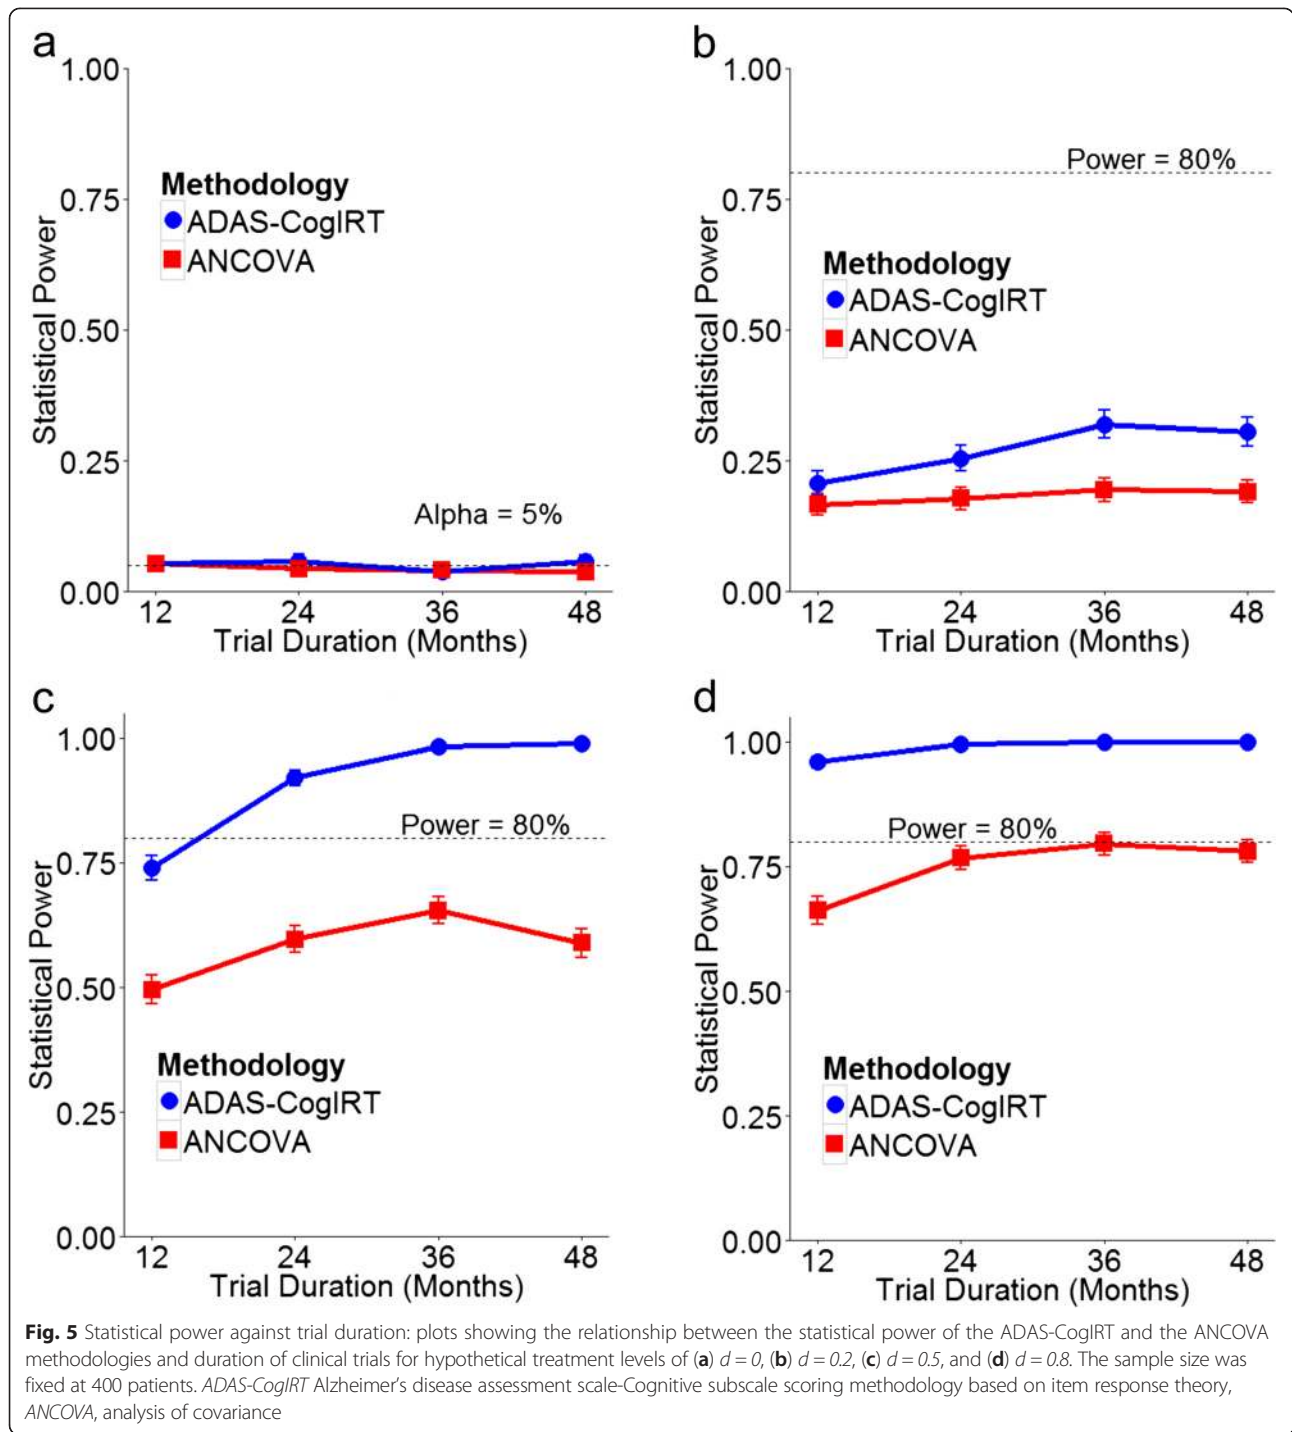 a
1.00
0.75
0.50
0.25
0.00
Statistical Power
Methodology
ADAS-CogIRT
ANCOVA
Alpha = 5%
12 24 36 48
Trial Duration (Months)
b
1.00
0.75
0.50
0.25
0.00
Statistical Power
Power = 80%
Methodology
ADAS-CogIRT
ANCOVA
12 24 36 48
Trial Duration (Months)
c
1.00
0.75
0.50
0.25
0.00
Statistical Power
Power = 80%
Methodology
ADAS-CogIRT
ANCOVA
12 24 36 48
Trial Duration (Months)
d
1.00
0.75
0.50
0.25
0.00
Statistical Power
Power = 80%
Methodology
ADAS-CogIRT
ANCOVA
12 24 36 48
Trial Duration (Months)
Fig. 5 Statistical power against trial duration: plots showing the relationship between the statistical power of the ADAS-CogIRT and the ANCOVA
methodologies and duration of clinical trials for hypothetical treatment levels of (a) d = 0, (b) d = 0.2, (c) d = 0.5, and (d) d = 0.8. The sample size was
fixed at 400 patients. ADAS-CogIRT Alzheimer's disease assessment scale-Cognitive subscale scoring methodology based on item response theory,
ANCOVA, analysis of covariance